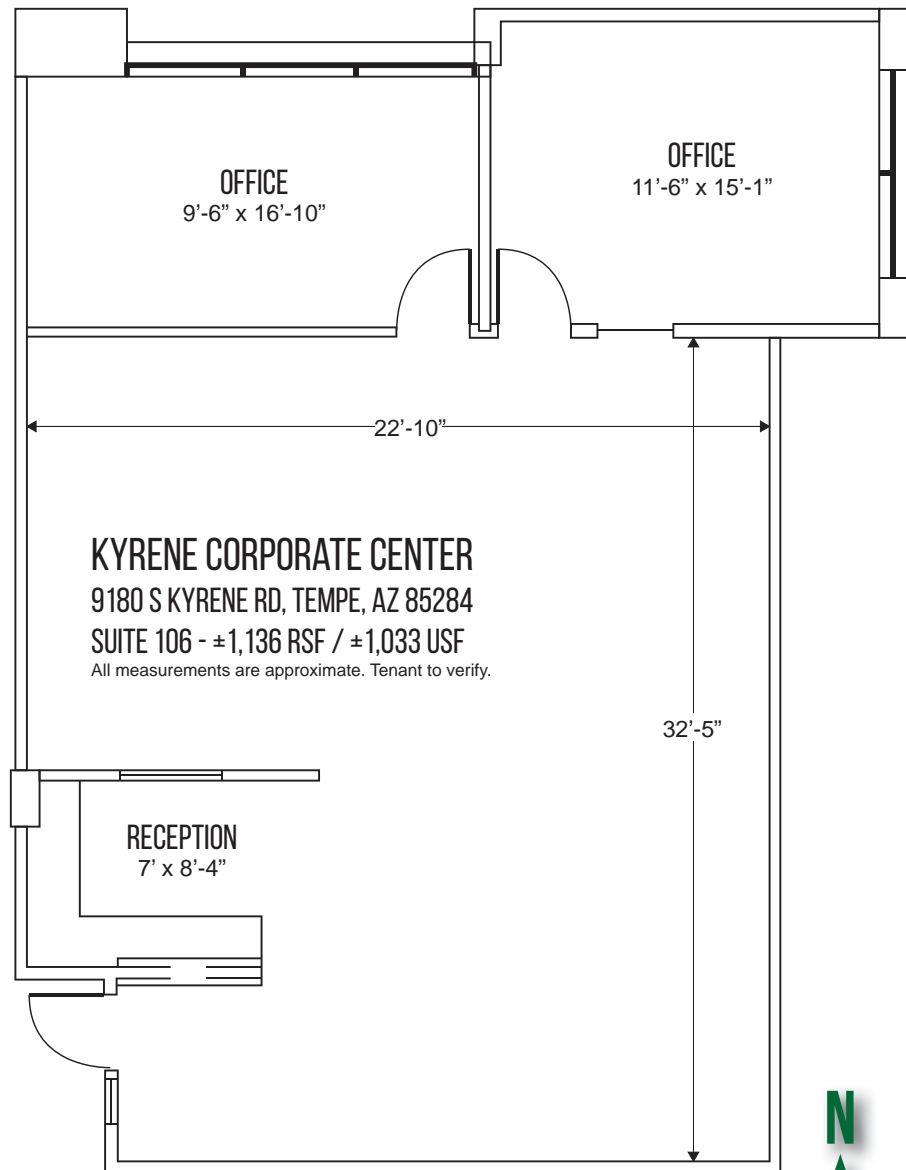 OFFICE
9’-6” x 16’-10”
OFFICE
11’-6” x 15’-1”
22’-10”
KYRENE CORPORATE CENTER
9180 S KYRENE RD, TEMPE, AZ 85284
SUITE 106 - ±1,136 RSF / ±1,033 USF
All measurements are approximate. Tenant to verify.
32’-5”
RECEPTION
7’ x 8’-4”
N